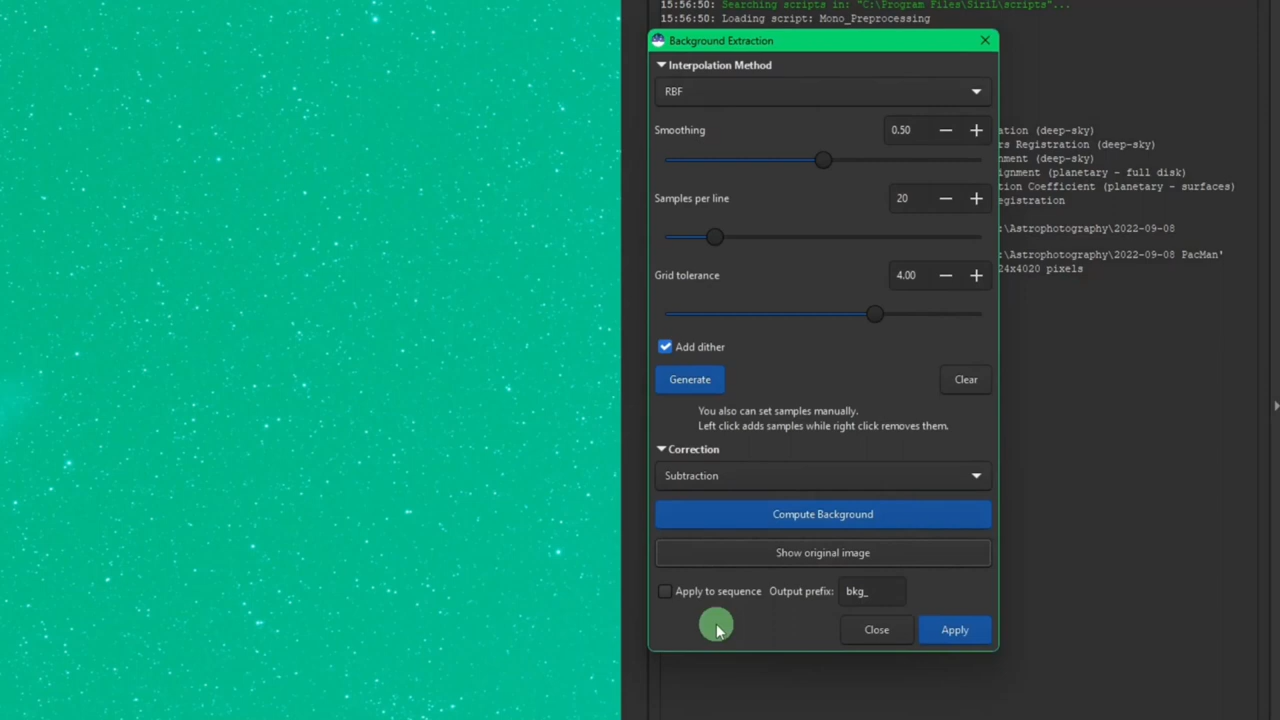 15:56:50: Searching scripts in: "C:\Program Files\SiriL\scripts"...
15:56:50: Loading script: Mono_Preprocessing
Background Extraction
Interpolation Method
RBF
Smoothing 0.50
Samples per line 20
Grid tolerance 4.00
Add dither
Generate Clear
You also can set samples manually.
Left click adds samples while right click removes them.
Correction
Subtraction
Compute Background
Show original image
Apply to sequence Output prefix: bkg_
Close Apply
ation (deep-sky)
rs Registration (deep-sky)
nment (deep-sky)
ignment (planetary - full disk)
tion Coefficient (planetary - surfaces)
egistration
:\Astrophotography\2022-09-08
:\Astrophotography\2022-09-08 PacMan'
24x4020 pixels